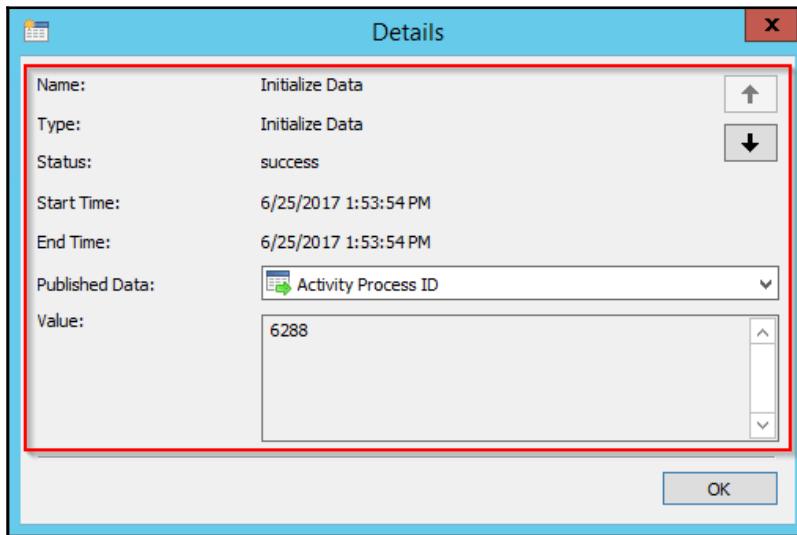 Details
Name: Initialize Data
Type: Initialize Data
Status: success
Start Time: 6/25/2017 1:53:54 PM
End Time: 6/25/2017 1:53:54 PM
Published Data: Activity Process ID
Value: 6288
OK